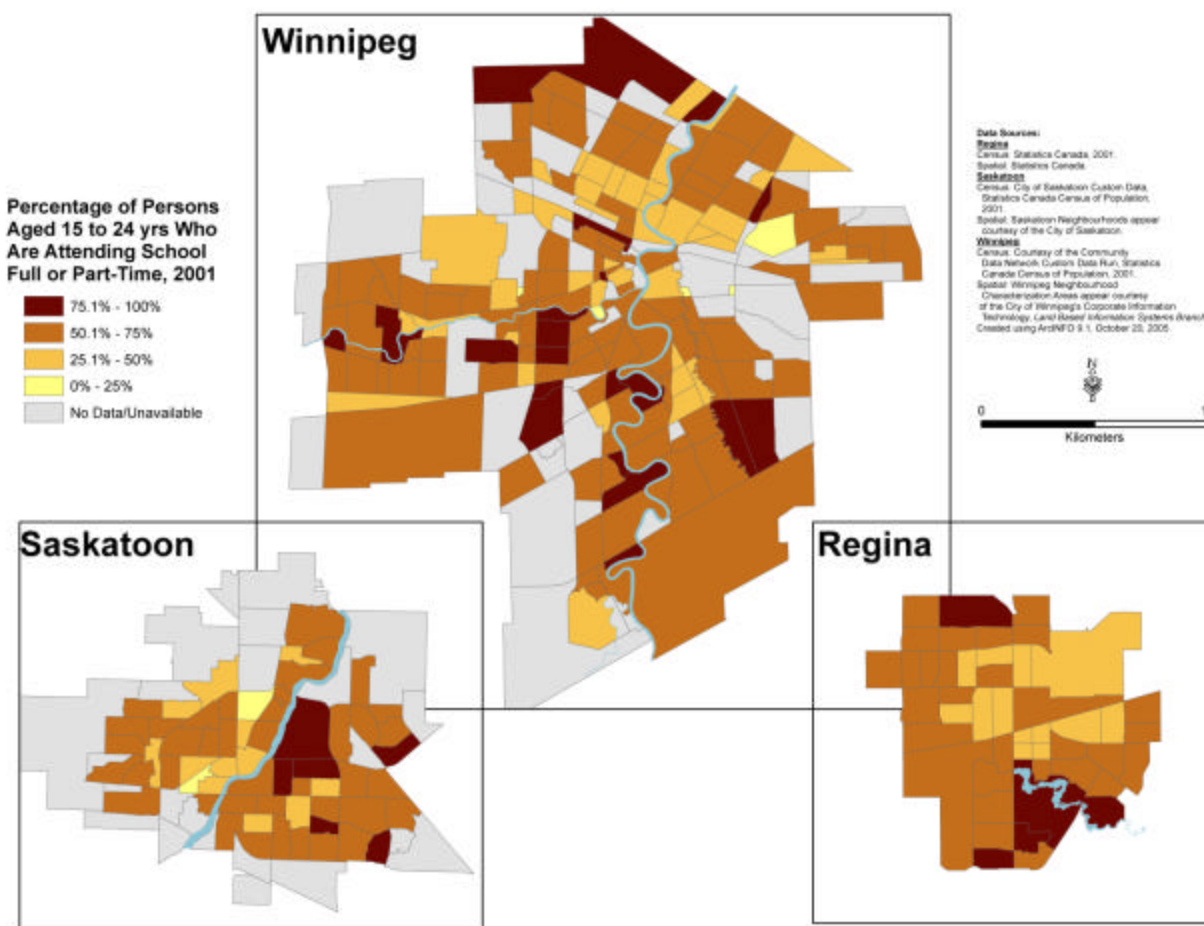 Winnipeg
Percentage of Persons
Aged 15 to 24 yrs Who
Are Attending School
Full or Part-Time, 2001
75.1% - 100%
50.1% - 75%
25.1% - 50%
0% - 25%
No Data/Unavailable
Data Sources:
Regina
Census: Statistics Canada, 2001.
Spatial: Statistics Canada.
Saskatoon
Census: City of Saskatoon Custom Data,
Statistics Canada Census of Population,
2001.
Spatial: Saskatoon Neighbourhoods appear
courtesy of the City of Saskatoon.
Winnipeg
Census: Courtesy of the Community
Data Network Custom Data Run, Statistics
Canada Census of Population, 2001.
Spatial: Winnipeg Neighbourhood
Characterization Areas appear courtesy
of the City of Winnipeg's Corporate Information
Technology, Land Based Information Systems Branch
Created using ArcINFO 9.1, October 20, 2005.
N
0
Kilometers
Saskatoon
Regina